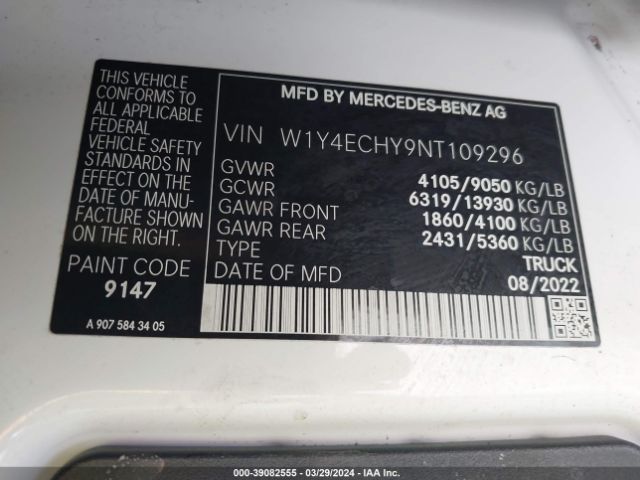 THIS VEHICLE
CONFORMS TO
ALL APPLICABLE
FEDERAL
VEHICLE SAFETY
STANDARDS IN
EFFECT ON THE
DATE OF MANU-
FACTURE SHOWN
ON THE RIGHT.
PAINT CODE
9147
A 907 584 34 05
MFD BY MERCEDES-BENZ AG
VIN W1Y4ECHY9NT109296
GVWR 4105/9050 KG/LB
GCWR 6319/13930 KG/LB
GAWR FRONT 1860/4100 KG/LB
GAWR REAR 2431/5360 KG/LB
TYPE TRUCK
DATE OF MFD 08/2022
000-39082555 | 03/29/2024 - IAA, Inc.